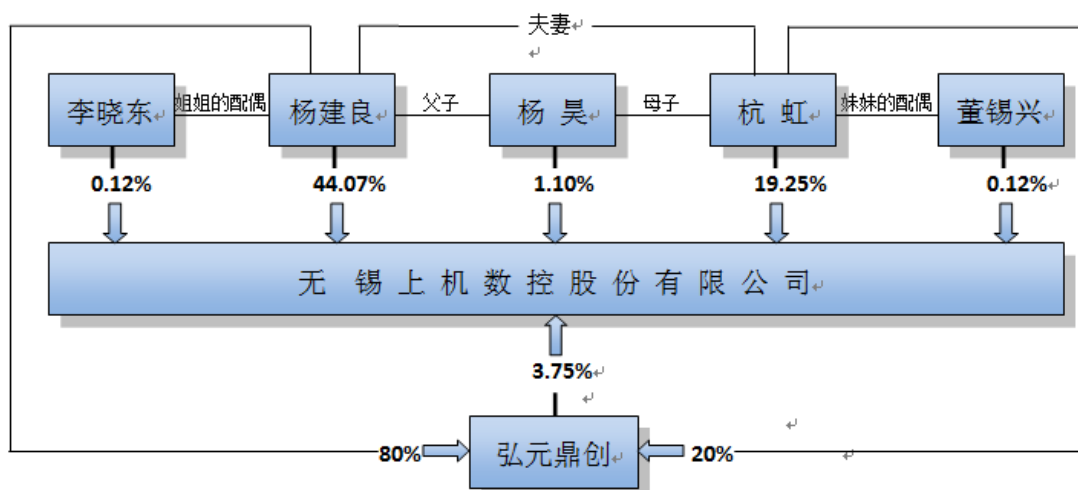 夫妻
李晓东
姐姐的配偶
杨建良
父子
杨 昊
母子
杭 虹
妹妹的配偶
董锡兴
0.12%
44.07%
1.10%
19.25%
0.12%
无 锡 上 机 数 控 股 份 有 限 公 司
3.75%
80%
弘元鼎创
20%